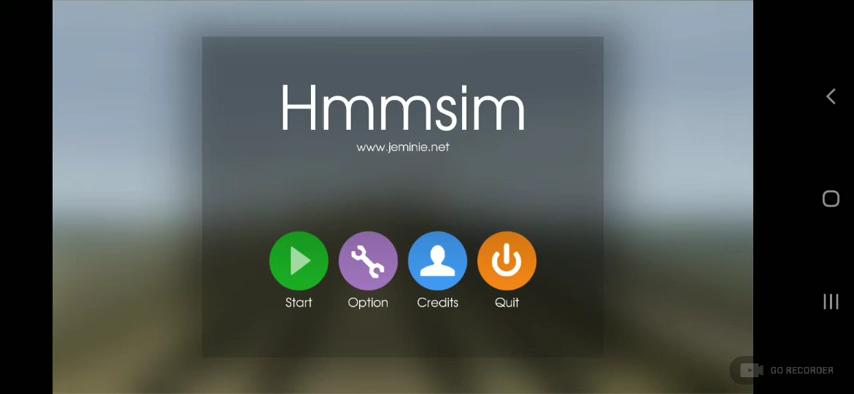 Hmmsim
www.jeminie.net
Start
Option
Credits
Quit
GO RECORDER